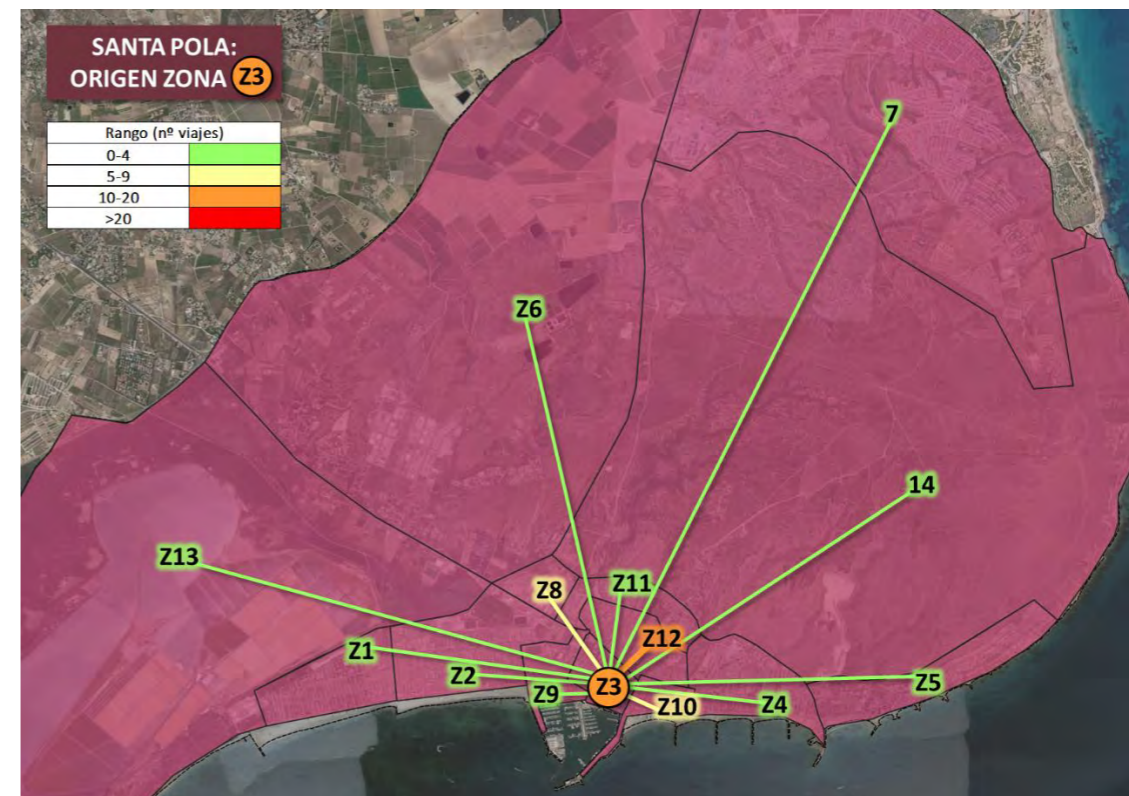 SANTA POLA:
ORIGEN ZONA Z3
Rango (nº viajes)
0-4
5-9
10-20
>20
7
Z6
14
Z13
Z8
Z11
Z12
Z1
Z2
Z9
Z3
Z10
Z4
Z5